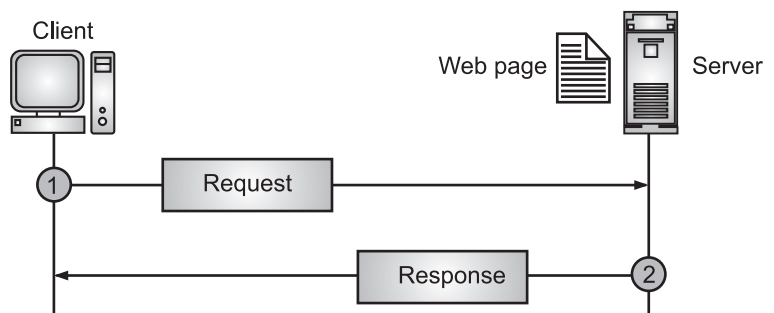 Client
Web page
Server
1
Request
Response
2